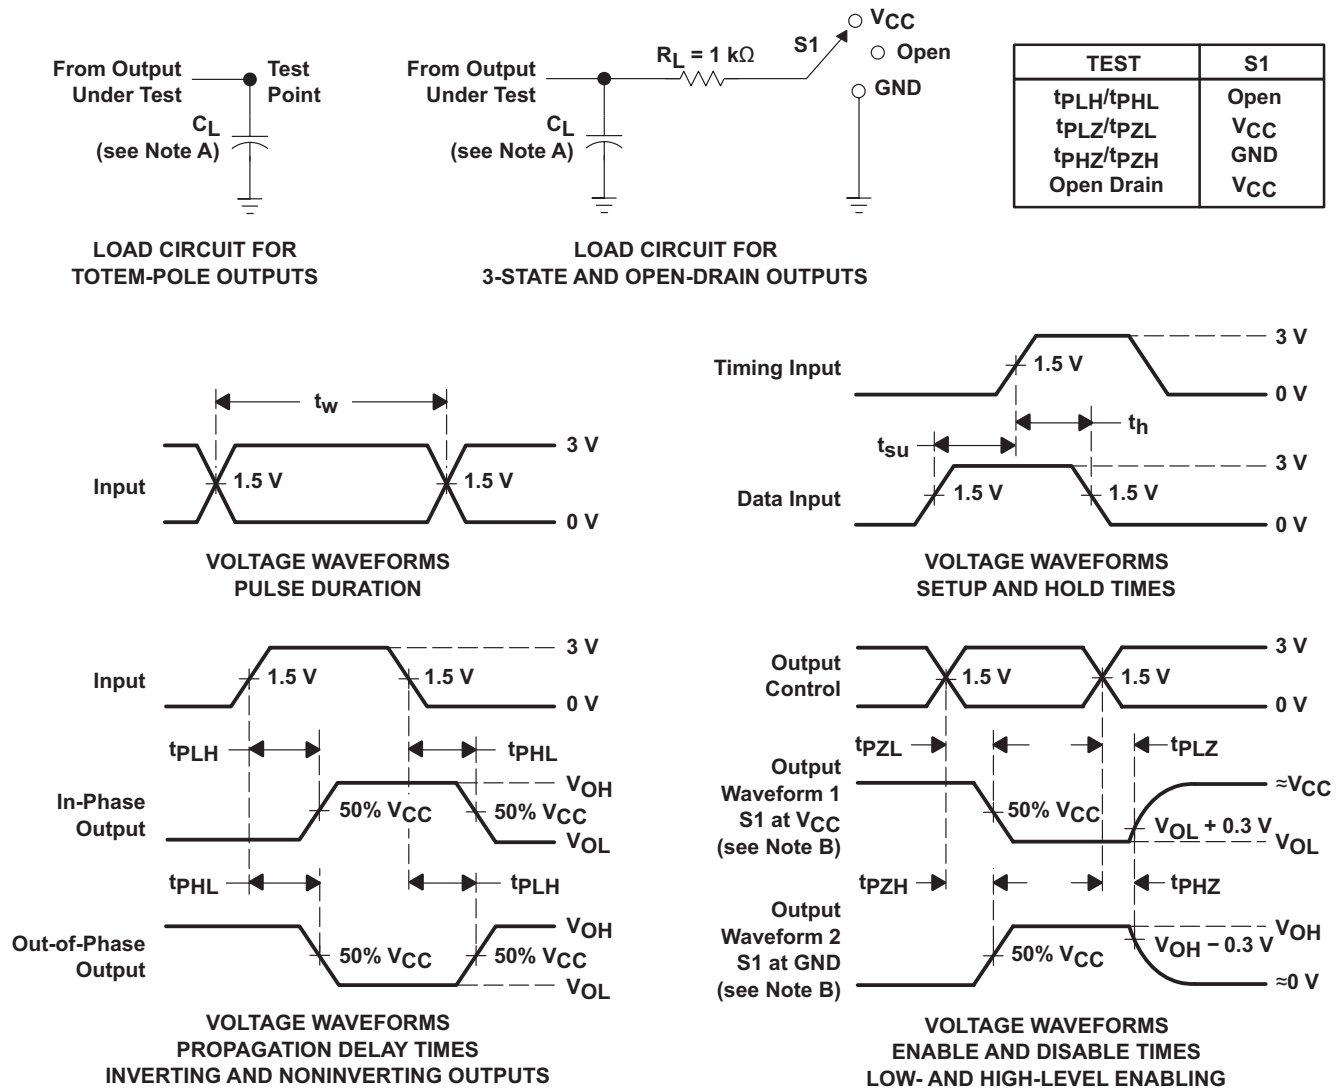 From Output
Under Test
Test
Point
CL
(see Note A)
LOAD CIRCUIT FOR
TOTEM-POLE OUTPUTS
From Output
Under Test
CL
(see Note A)
RL = 1 kΩ
S1
VCC
Open
GND
LOAD CIRCUIT FOR
3-STATE AND OPEN-DRAIN OUTPUTS
TEST S1
tPLH/tPHL Open
tPLZ/tPZL VCC
tPHZ/tPZH GND
Open Drain VCC
tw
Input
1.5 V
1.5 V
3 V
0 V
VOLTAGE WAVEFORMS
PULSE DURATION
Timing Input
1.5 V
3 V
0 V
tsu
th
Data Input
1.5 V
1.5 V
3 V
0 V
VOLTAGE WAVEFORMS
SETUP AND HOLD TIMES
Input
1.5 V
1.5 V
3 V
0 V
tPLH
tPHL
In-Phase
Output
50% VCC
50% VCC
VOH
VOL
tPHL
tPLH
Out-of-Phase
Output
50% VCC
50% VCC
VOH
VOL
VOLTAGE WAVEFORMS
PROPAGATION DELAY TIMES
INVERTING AND NONINVERTING OUTPUTS
Output
Control
1.5 V
1.5 V
3 V
0 V
tPZL
tPLZ
Output
Waveform 1
S1 at VCC
(see Note B)
50% VCC
VOL + 0.3 V
≈VCC
VOL
tPZH
tPHZ
Output
Waveform 2
S1 at GND
(see Note B)
50% VCC
VOH − 0.3 V
VOH
≈0 V
VOLTAGE WAVEFORMS
ENABLE AND DISABLE TIMES
LOW- AND HIGH-LEVEL ENABLING